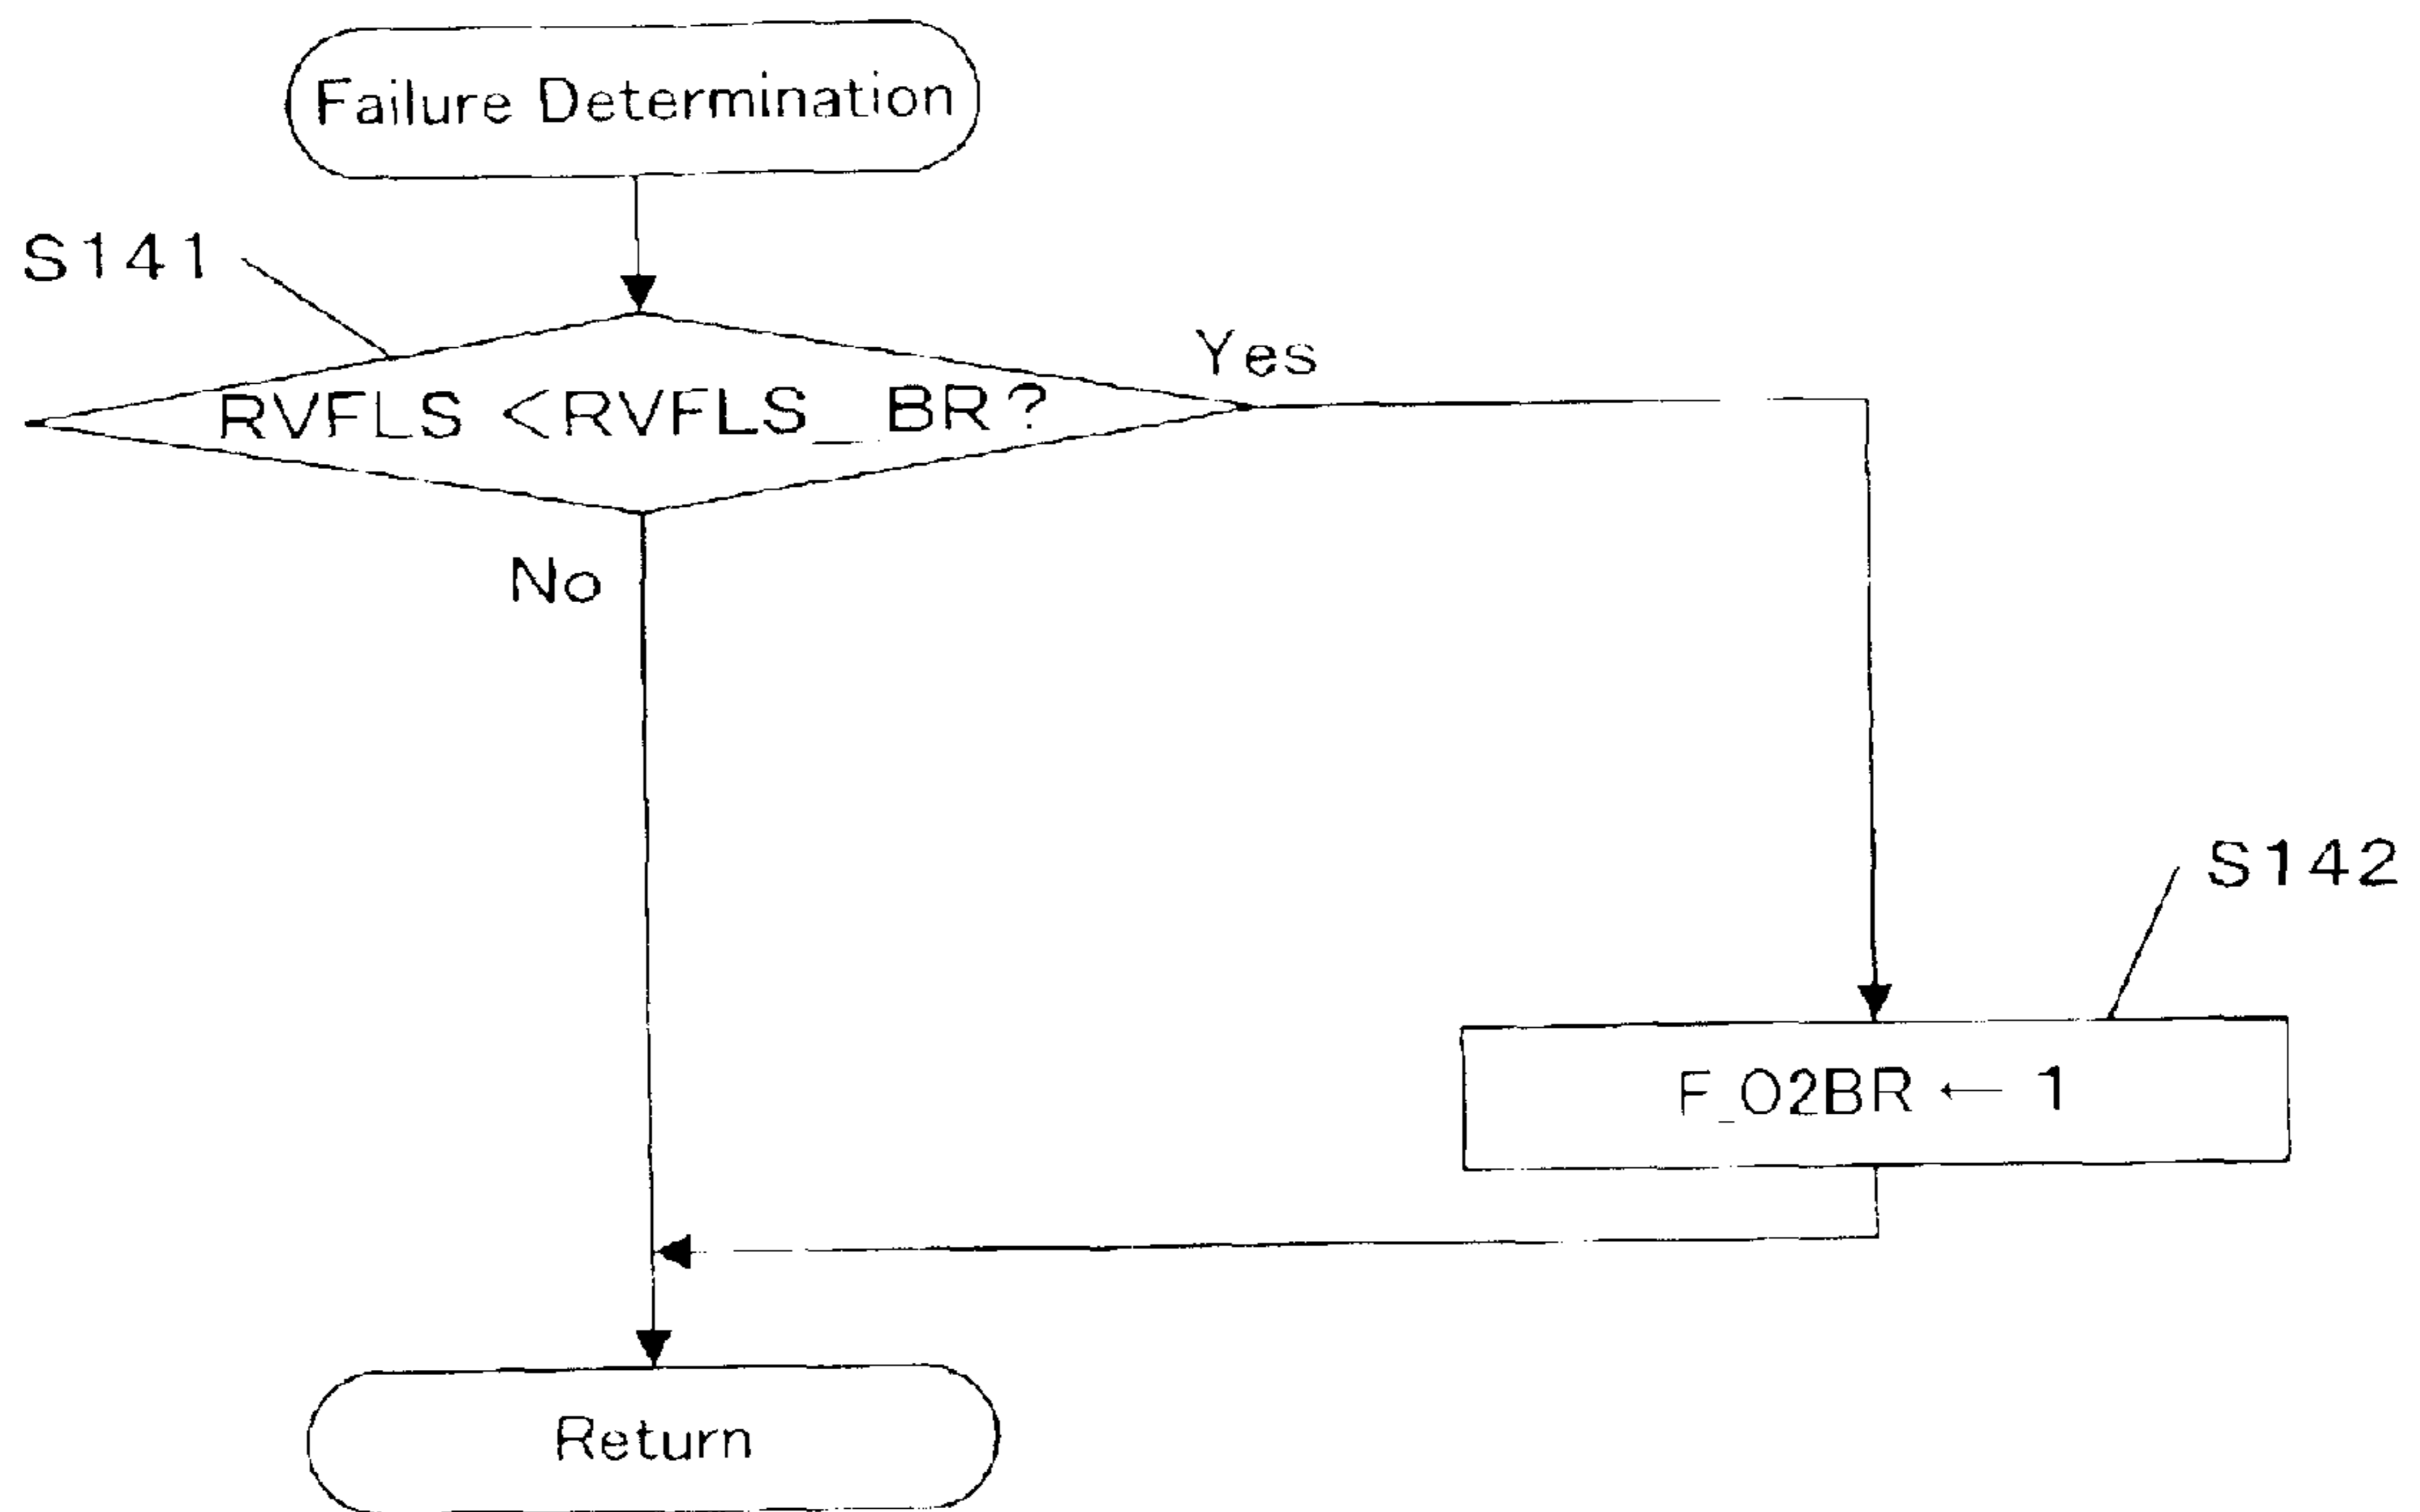 Failure Determination
S141
Yes
RVFLS <RVFLS_BR?
No
S142
F_O2BR ← 1
Return